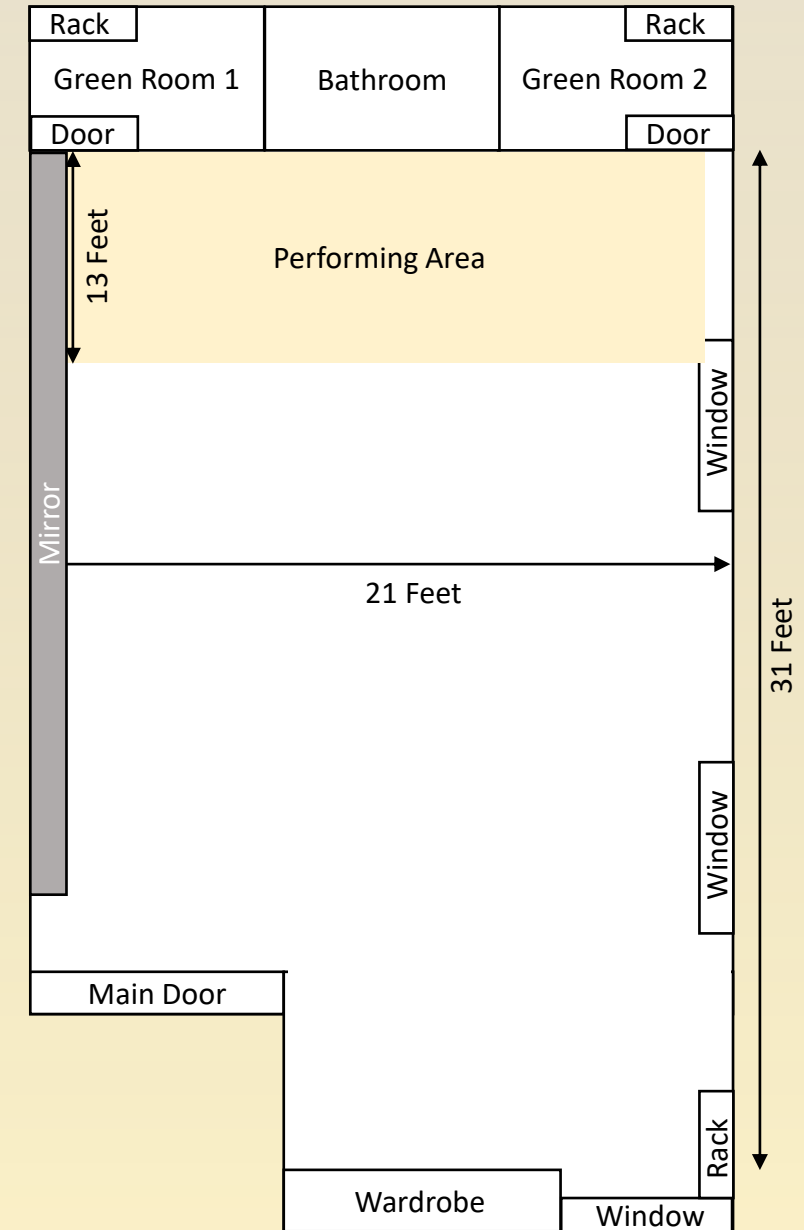 Rack
Rack
Green Room 1
Bathroom
Green Room 2
Door
Door
13 Feet
Performing Area
Window
Mirror
21 Feet
31 Feet
Window
Main Door
Rack
Wardrobe
Window